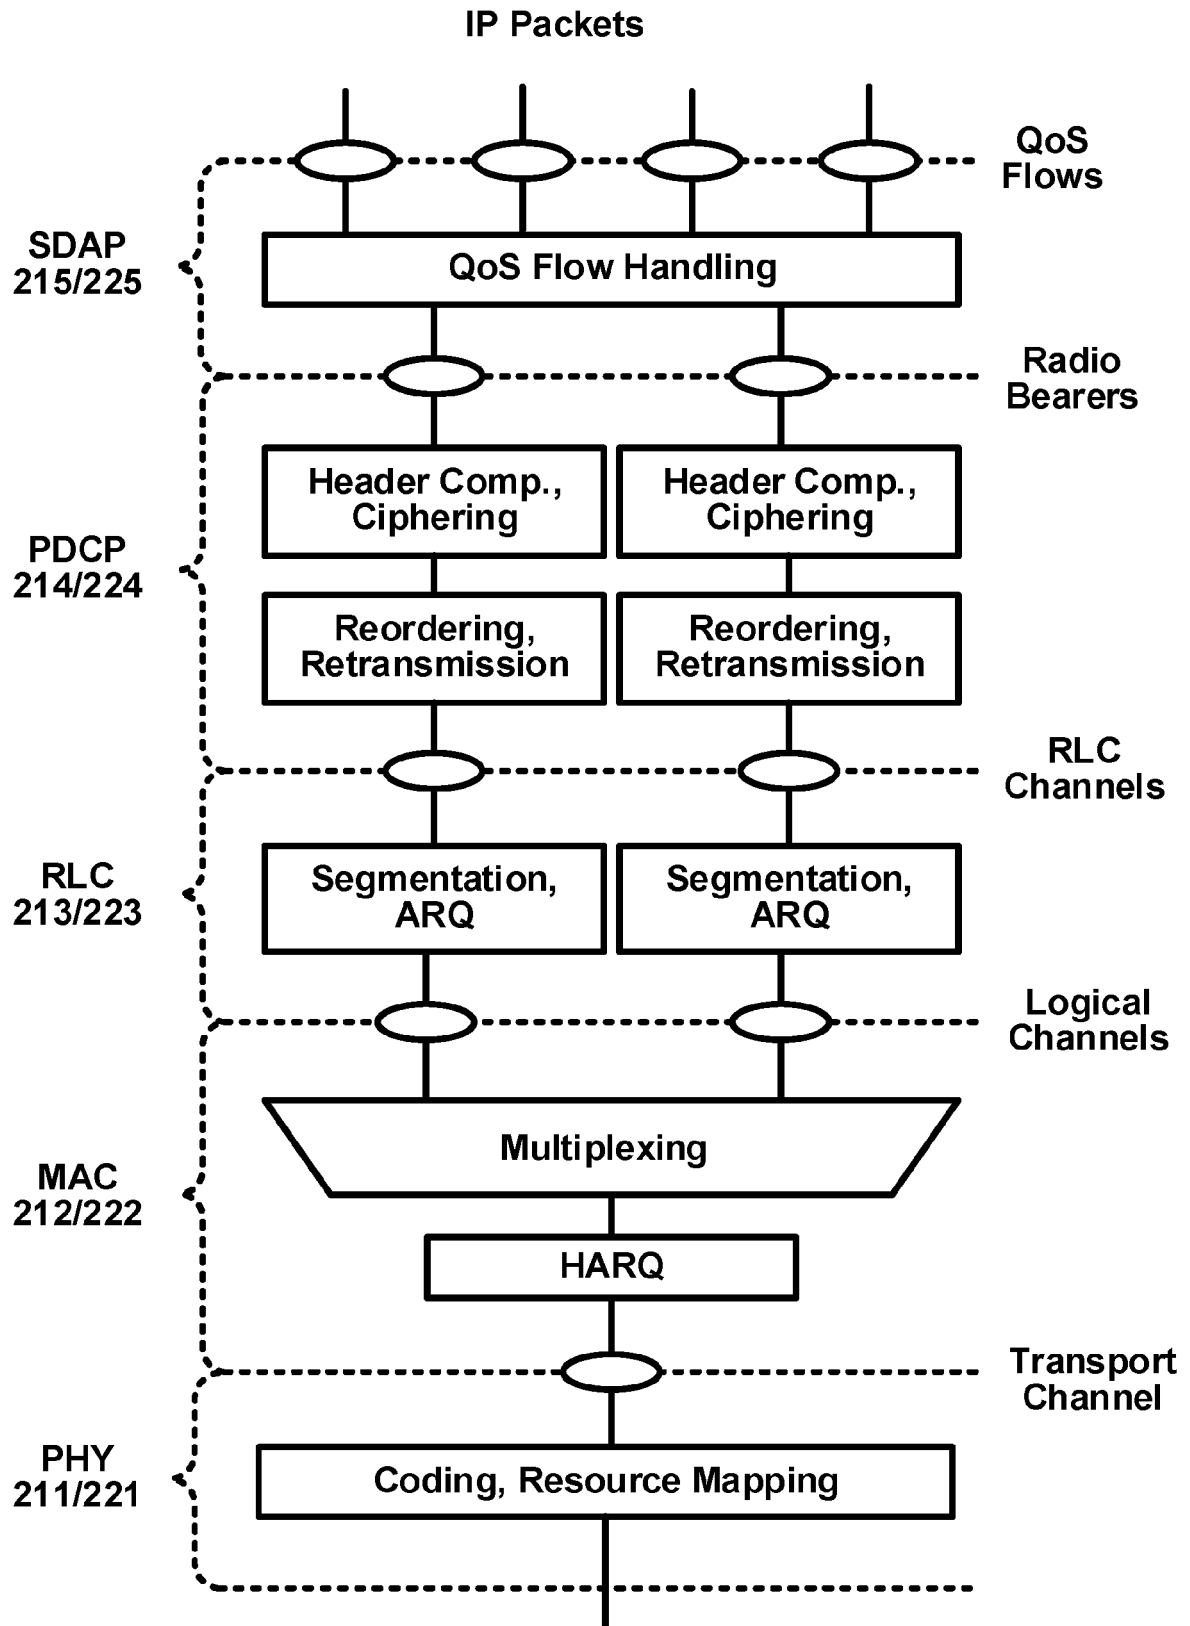 IP Packets
QoS
Flows
SDAP
215/225
QoS Flow Handling
Radio
Bearers
Header Comp.,
Ciphering
Header Comp.,
Ciphering
PDCP
214/224
Reordering,
Retransmission
Reordering,
Retransmission
RLC
Channels
RLC
213/223
Segmentation,
ARQ
Segmentation,
ARQ
Logical
Channels
Multiplexing
MAC
212/222
HARQ
Transport
Channel
PHY
211/221
Coding, Resource Mapping